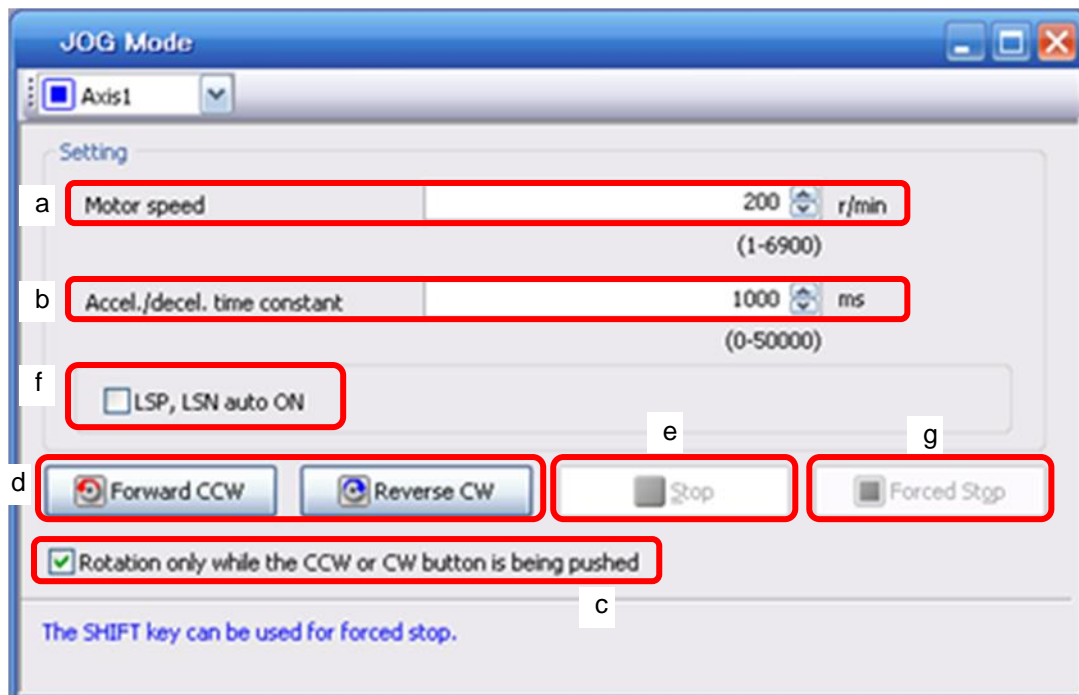 JOG Mode
Axis1
Setting
a Motor speed 200 r/min
(1-6900)
b Accel./decel. time constant 1000 ms
(0-50000)
f LSP, LSN auto ON
e g
d Forward CCW Reverse CW Stop Forced Stop
Rotation only while the CCW or CW button is being pushed
c
The SHIFT key can be used for forced stop.